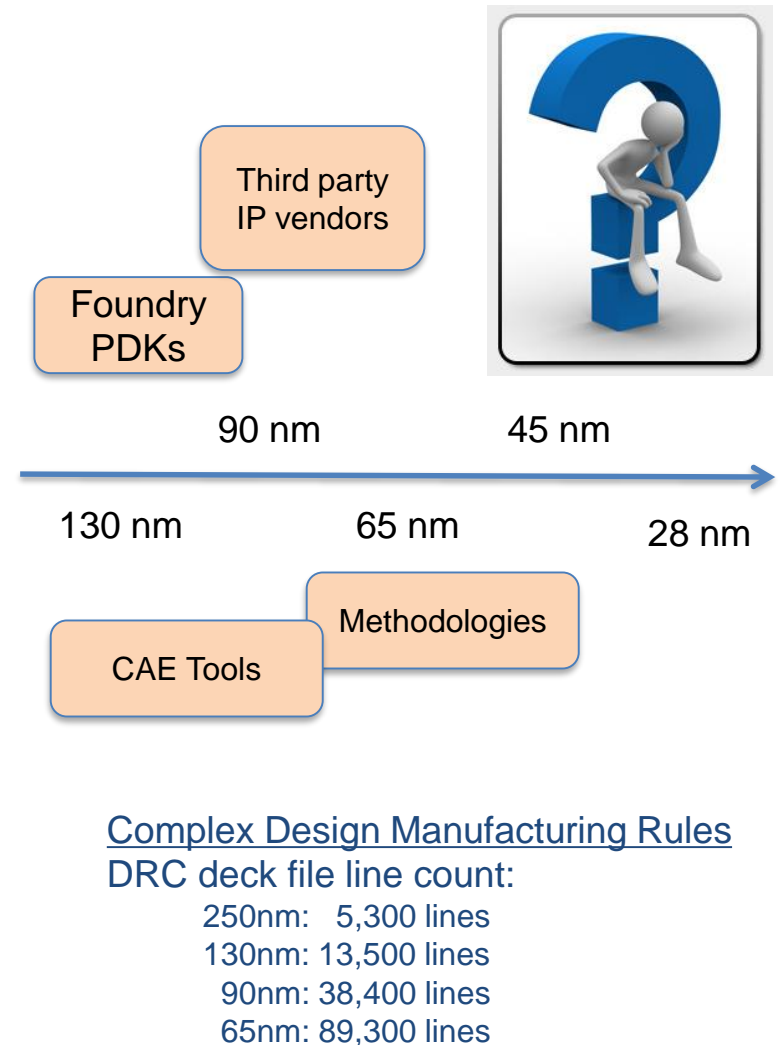 Third party
IP vendors
Foundry
PDKs
90 nm
45 nm
130 nm
65 nm
28 nm
Methodologies
CAE Tools
Complex Design Manufacturing Rules
DRC deck file line count:
250nm: 5,300 lines
130nm: 13,500 lines
90nm: 38,400 lines
65nm: 89,300 lines